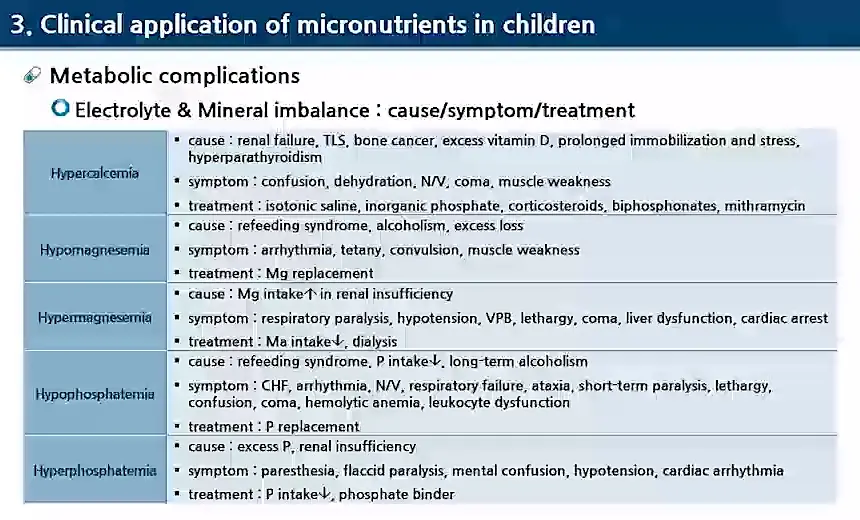 3. Clinical application of micronutrients in children
Metabolic complications
Electrolyte & Mineral imbalance : cause/symptom/treatment
Hypercalcemia
▪ cause : renal failure, TLS, bone cancer, excess vitamin D, prolonged immobilization and stress,
hyperparathyroidism
▪ symptom : confusion, dehydration, N/V, coma, muscle weakness
▪ treatment : isotonic saline, inorganic phosphate, corticosteroids, biphosphonates, mithramycin
Hypomagnesemia
▪ cause : refeeding syndrome, alcoholism, excess loss
▪ symptom : arrhythmia, tetany, convulsion, muscle weakness
▪ treatment : Mg replacement
Hypermagnesemia
▪ cause : Mg intake↑ in renal insufficiency
▪ symptom : respiratory paralysis, hypotension, VPB, lethargy, coma, liver dysfunction, cardiac arrest
▪ treatment : Ma intake↓, dialysis
Hypophosphatemia
▪ cause : refeeding syndrome, P intake↓, long-term alcoholism
▪ symptom : CHF, arrhythmia, N/V, respiratory failure, ataxia, short-term paralysis, lethargy,
confusion, coma, hemolytic anemia, leukocyte dysfunction
▪ treatment : P replacement
Hyperphosphatemia
▪ cause : excess P, renal insufficiency
▪ symptom : paresthesia, flaccid paralysis, mental confusion, hypotension, cardiac arrhythmia
▪ treatment : P intake↓, phosphate binder